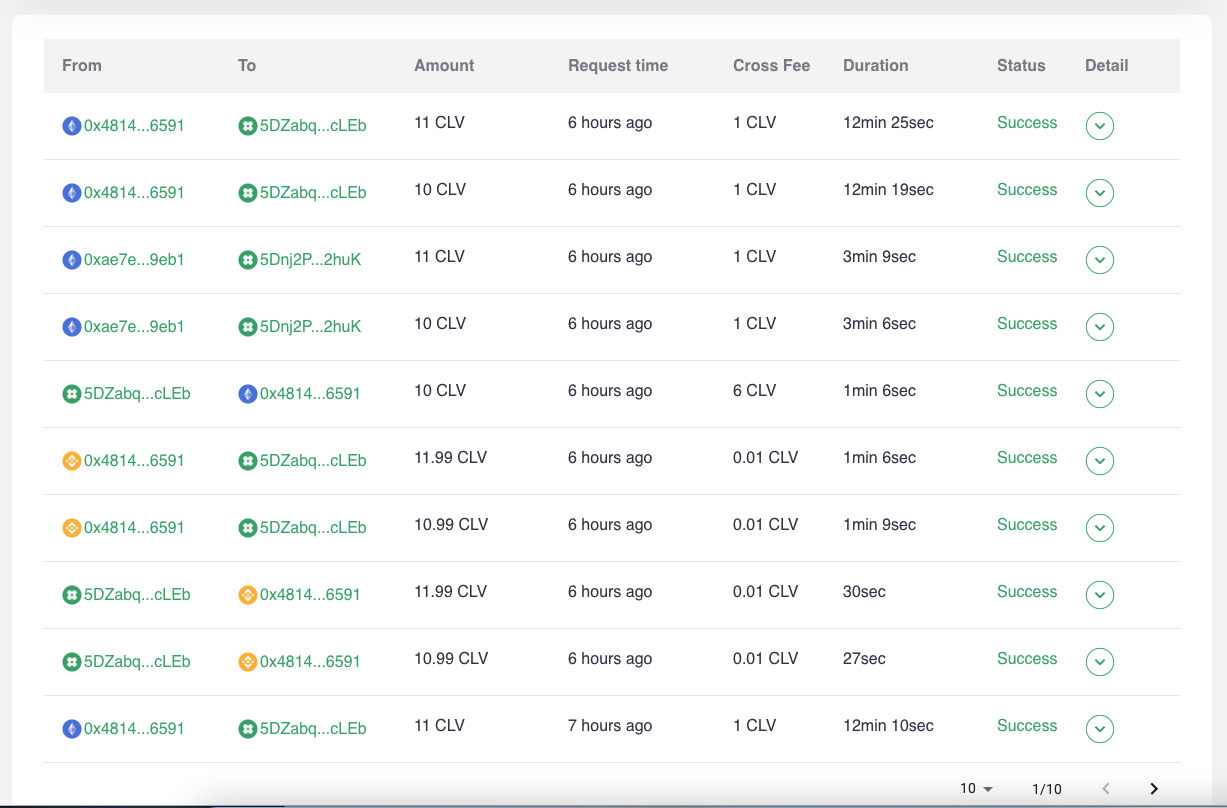 From To Amount Request time Cross Fee Duration Status Detail
0x4814...6591 5DZabq...cLEb 11 CLV 6 hours ago 1 CLV 12min 25sec Success
0x4814...6591 5DZabq...cLEb 10 CLV 6 hours ago 1 CLV 12min 19sec Success
0xae7e...9eb1 5Dnj2P...2huK 11 CLV 6 hours ago 1 CLV 3min 9sec Success
0xae7e...9eb1 5Dnj2P...2huK 10 CLV 6 hours ago 1 CLV 3min 6sec Success
5DZabq...cLEb 0x4814...6591 10 CLV 6 hours ago 6 CLV 1min 6sec Success
0x4814...6591 5DZabq...cLEb 11.99 CLV 6 hours ago 0.01 CLV 1min 6sec Success
0x4814...6591 5DZabq...cLEb 10.99 CLV 6 hours ago 0.01 CLV 1min 9sec Success
5DZabq...cLEb 0x4814...6591 11.99 CLV 6 hours ago 0.01 CLV 30sec Success
5DZabq...cLEb 0x4814...6591 10.99 CLV 6 hours ago 0.01 CLV 27sec Success
0x4814...6591 5DZabq...cLEb 11 CLV 7 hours ago 1 CLV 12min 10sec Success
10 1/10